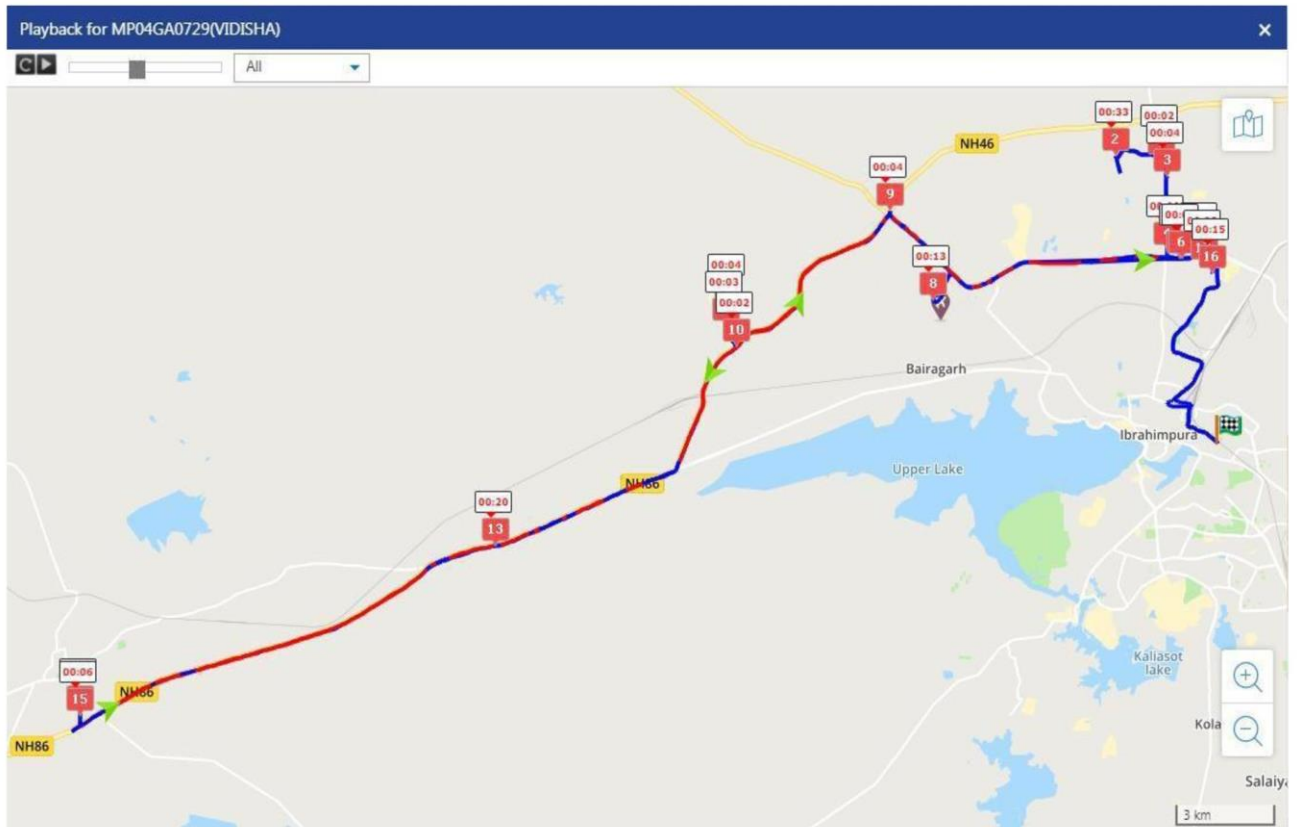 Playback for MP04GA0729(VIDISHA)
All
00:33
00:02
2
00:04
3
NH46
00:04
9
00:15
6
16
00:13
8
00:04
00:03
00:02
10
Bairagarh
Ibrahimpura
Upper Lake
NH86
00:20
13
Kaliasot
lake
00:06
15
NH86
NH86
Kola
Salaiya
3 km